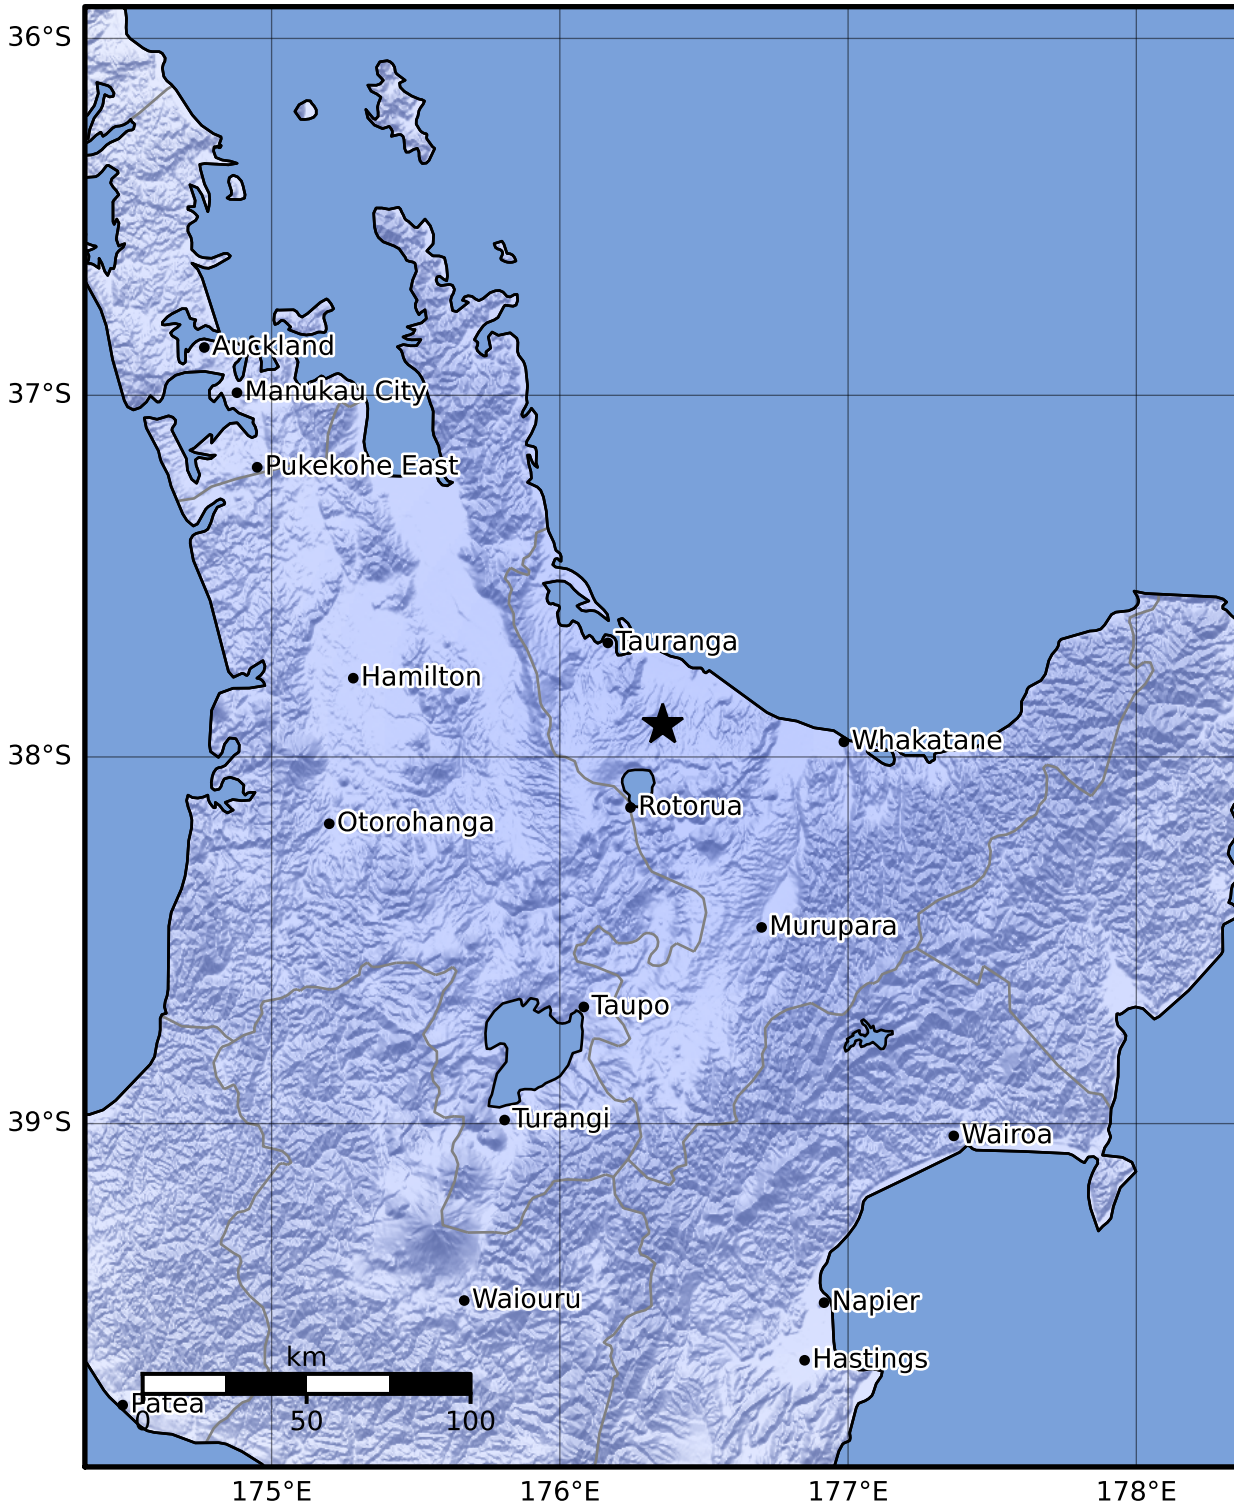 36°S
Auckland
37°S
Manukau City
Pukekohe East
Tauranga
Hamilton
Whakatane
38°S
Rotorua
Otorohanga
Murupara
Taupo
39°S
Turangi
Wairoa
Waiouru
Napier
km
Hastings
Patea
0 50 100
175°E 176°E 177°E 178°E